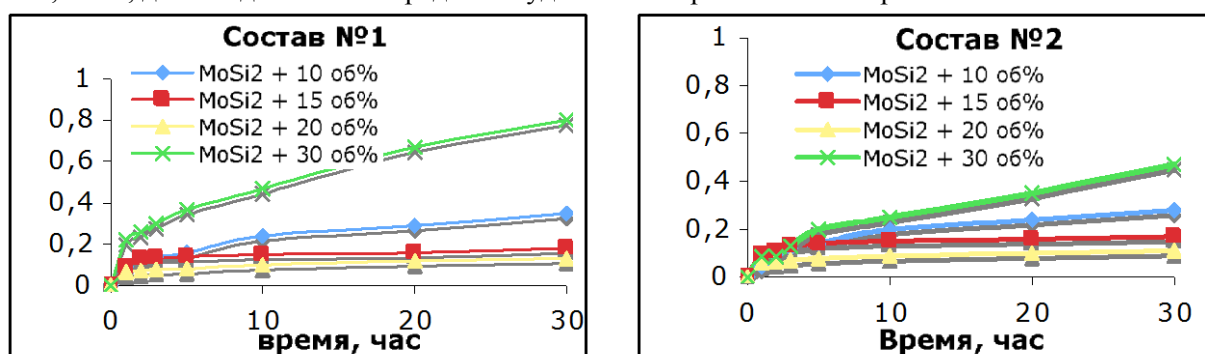 Состав №1
1
0,8
0,6
0,4
0,2
0
MoSi2 + 10 об%
MoSi2 + 15 об%
MoSi2 + 20 об%
MoSi2 + 30 об%
0 10 20 30
время, час
Состав №2
1
0,8
0,6
0,4
0,2
0
MoSi2 + 10 об%
MoSi2 + 15 об%
MoSi2 + 20 об%
MoSi2 + 30 об%
0 10 20 30
Время, час